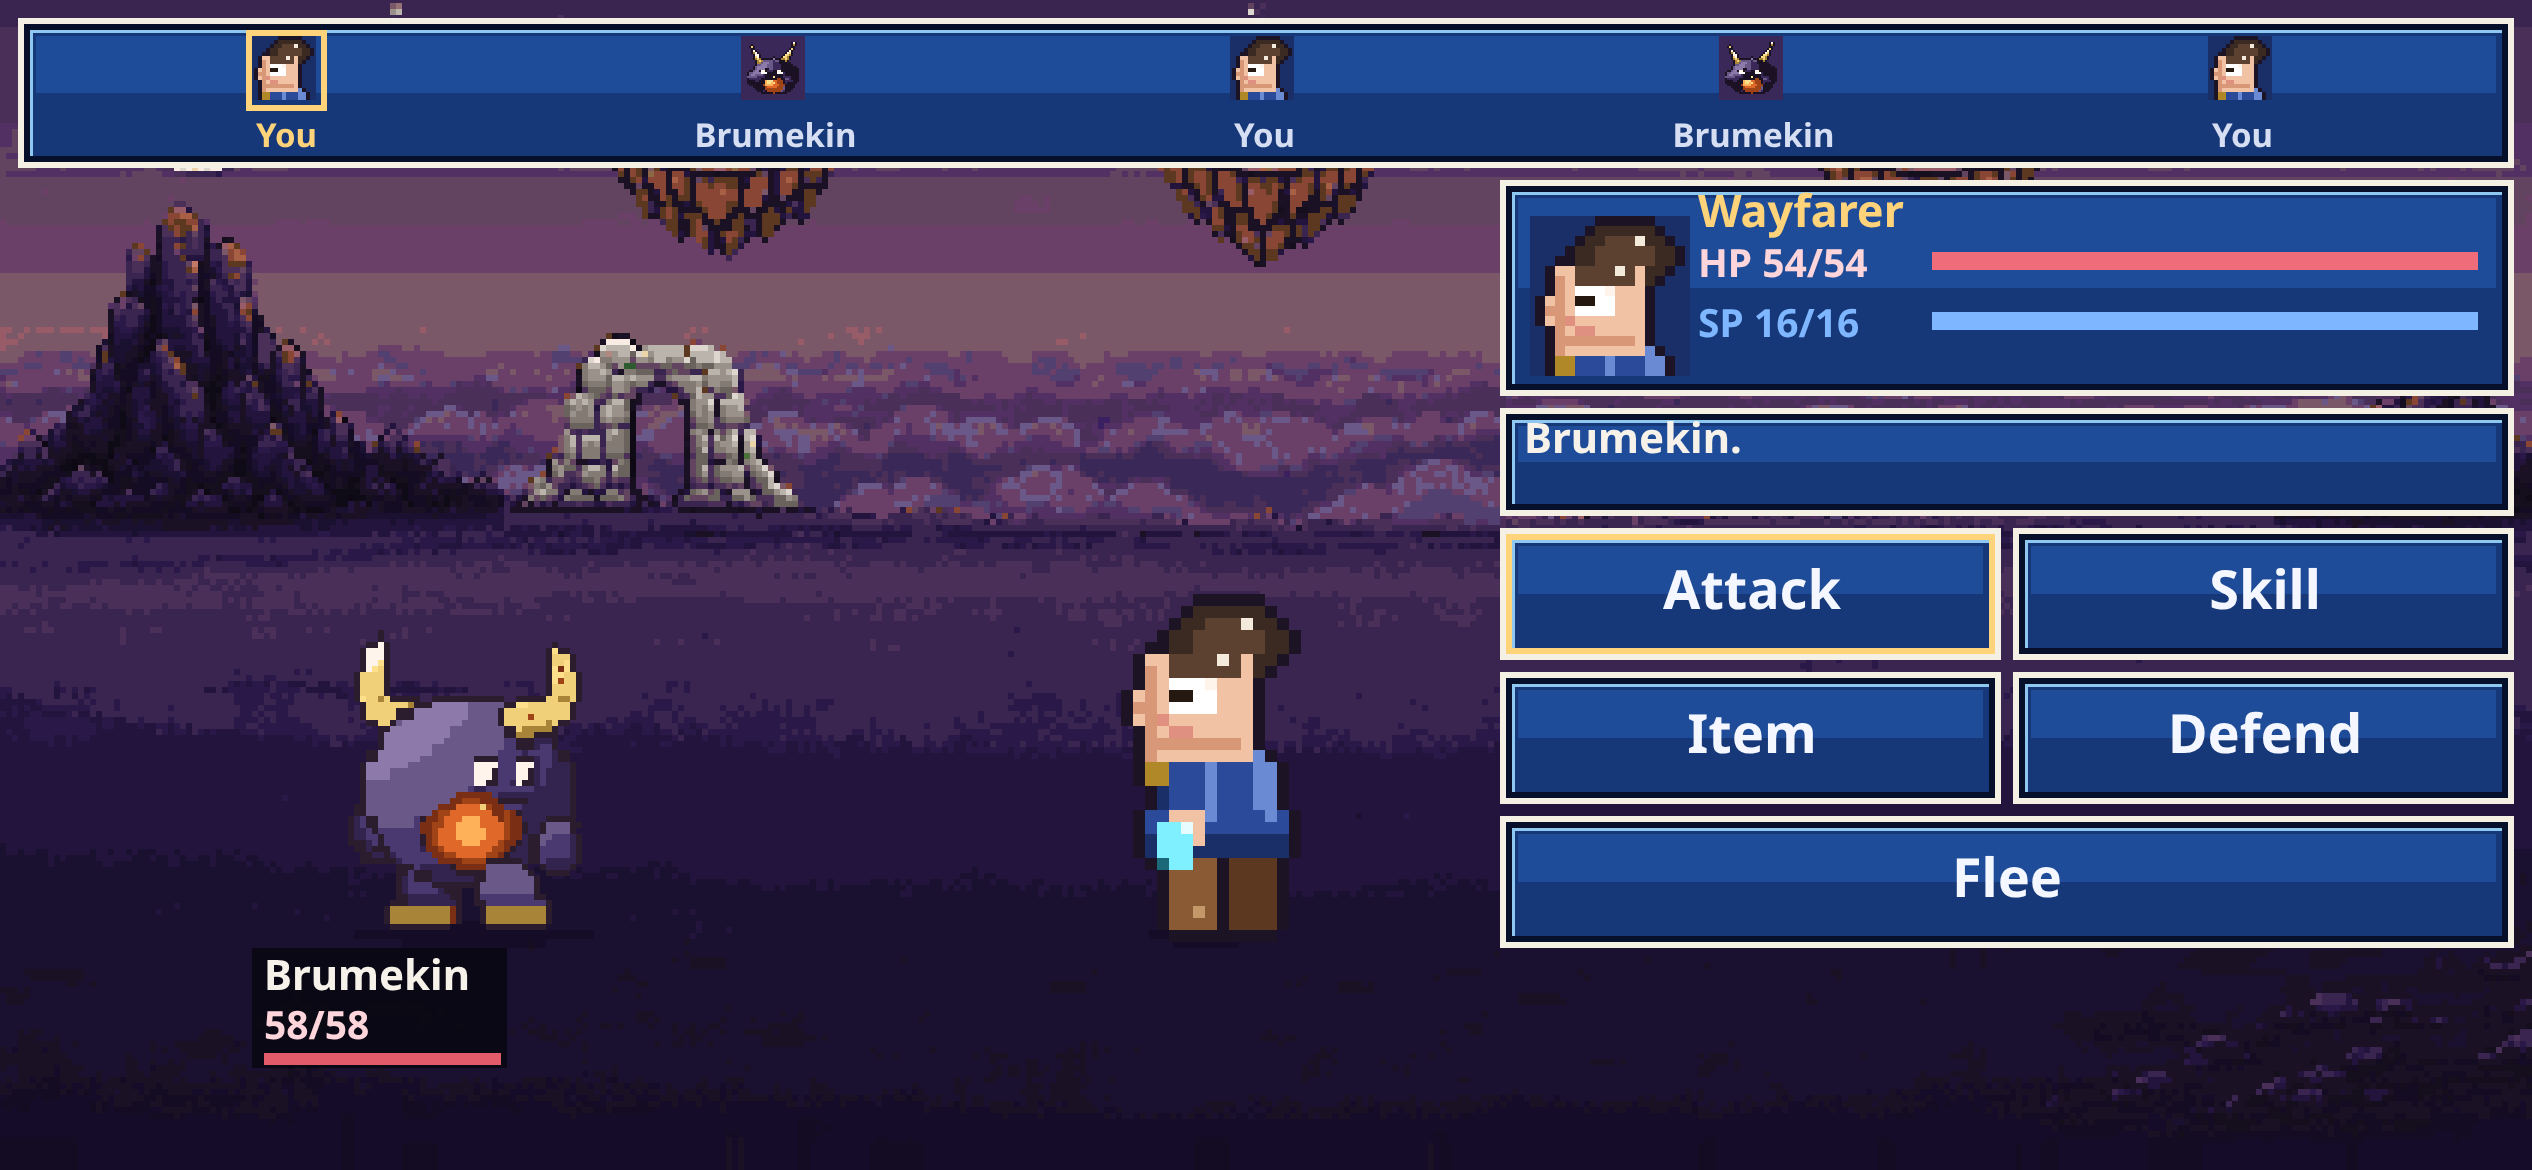 You
Brumekin
You
Brumekin
You
Wayfarer
HP 54/54
SP 16/16
Brumekin.
Attack
Skill
Item
Defend
Flee
Brumekin
58/58